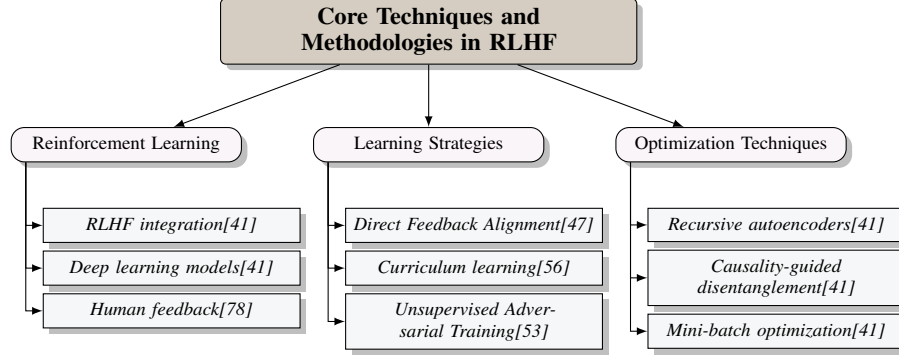 Core Techniques and
Methodologies in RLHF
Reinforcement Learning
RLHF integration[41]
Deep learning models[41]
Human feedback[78]
Learning Strategies
Direct Feedback Alignment[47]
Curriculum learning[56]
Unsupervised Adver-
sarial Training[53]
Optimization Techniques
Recursive autoencoders[41]
Causality-guided
disentanglement[41]
Mini-batch optimization[41]